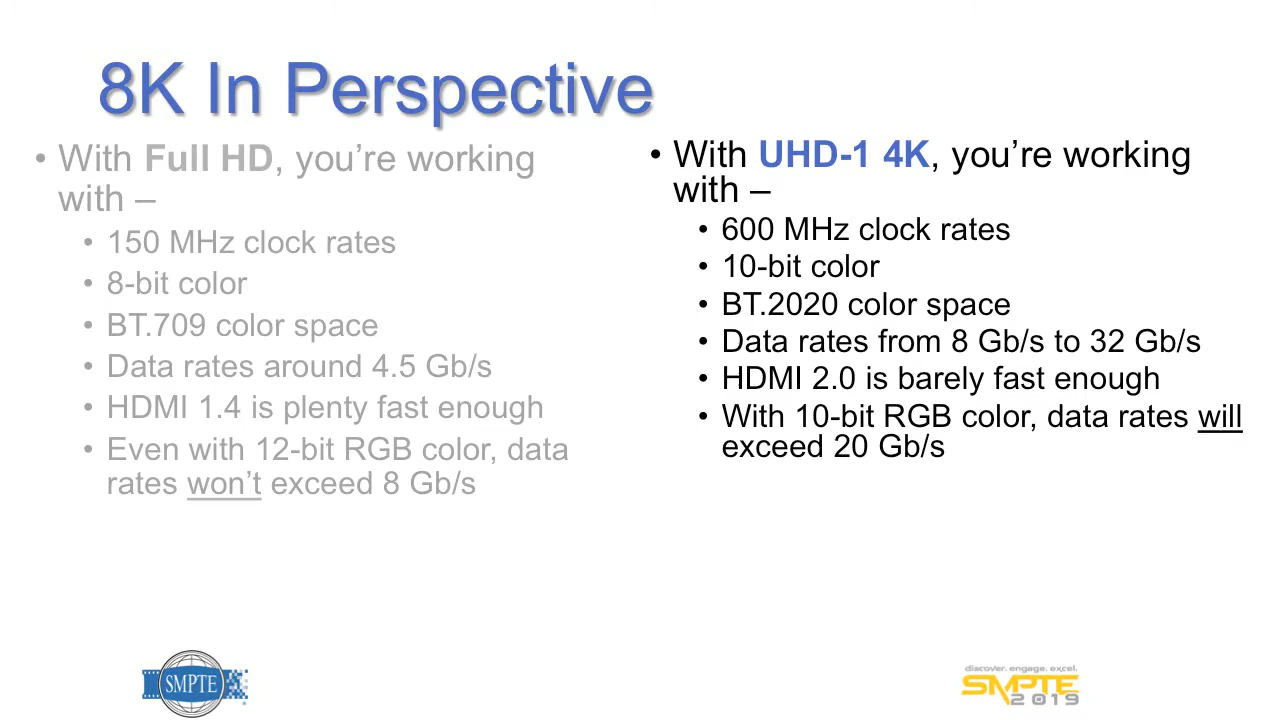 8K In Perspective
• With Full HD, you’re working
with –
• 150 MHz clock rates
• 8-bit color
• BT.709 color space
• Data rates around 4.5 Gb/s
• HDMI 1.4 is plenty fast enough
• Even with 12-bit RGB color, data
rates won’t exceed 8 Gb/s
• With UHD-1 4K, you’re working
with –
• 600 MHz clock rates
• 10-bit color
• BT.2020 color space
• Data rates from 8 Gb/s to 32 Gb/s
• HDMI 2.0 is barely fast enough
• With 10-bit RGB color, data rates will
exceed 20 Gb/s
SMPTE
discover. engage. excel.
SMPTE
2019